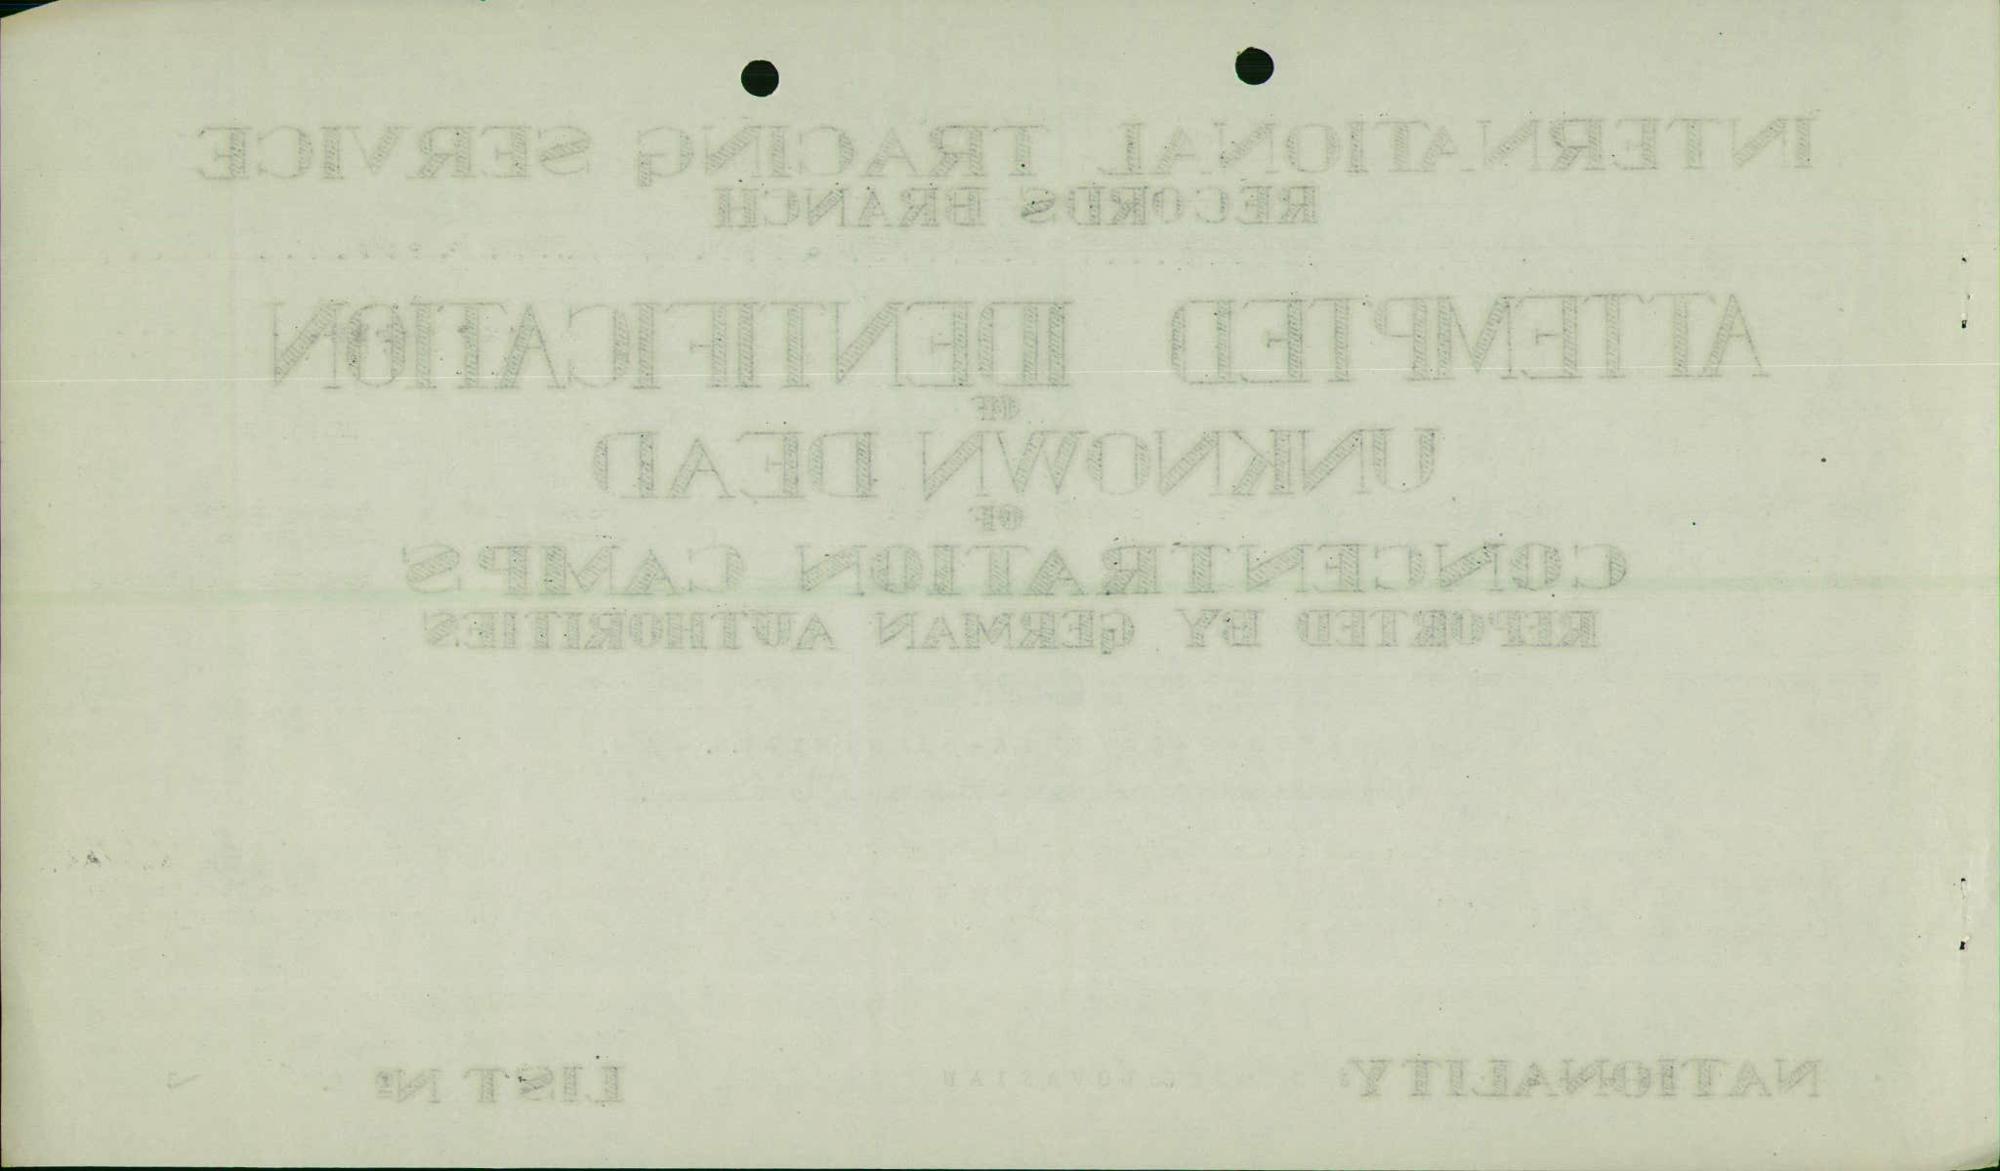 INTERNATIONAL TRACING SERVICE
RECORDS BRANCH
ATTEMPTED IDENTIFICATION
OF
UNKNOWN DEAD
OF
CONCENTRATION CAMPS
REPORTED BY GERMAN AUTHORITIES
NATIONALITY
LIST Nº